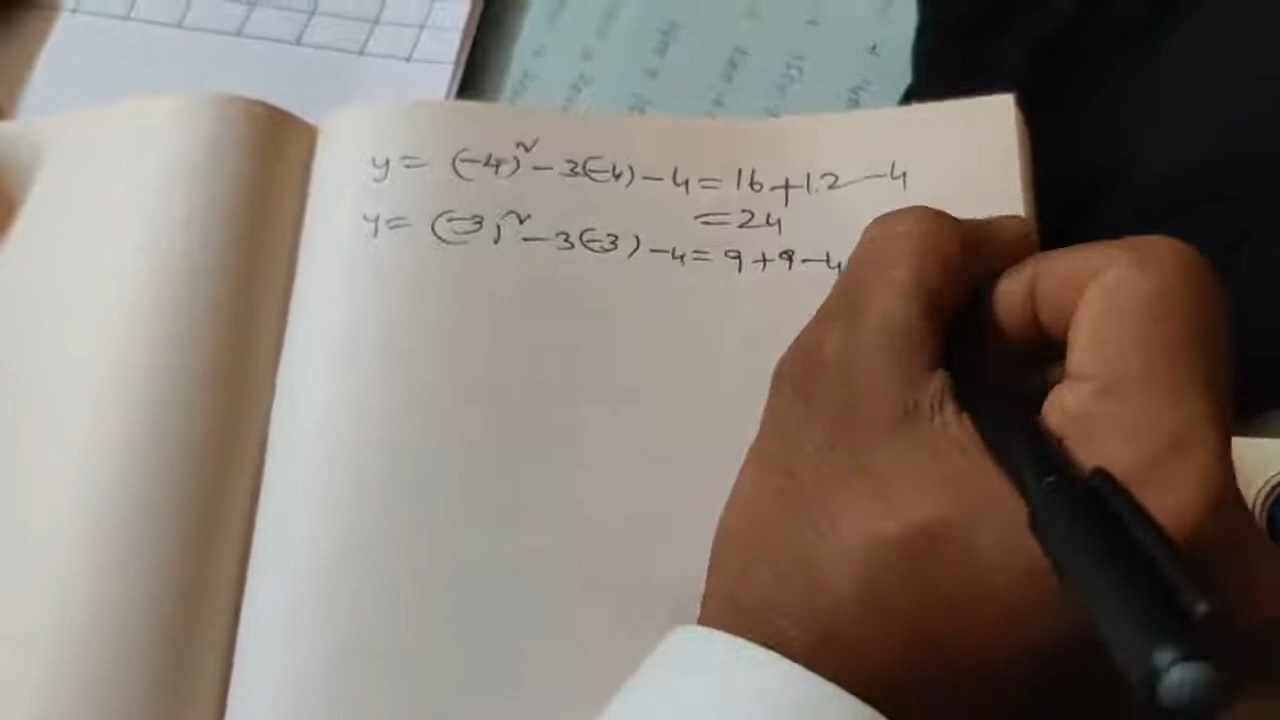 y = (-4)² - 3(-4) - 4 = 16 + 12 - 4
= 24
y = (-3)² - 3(-3) - 4 = 9 + 9 - 4